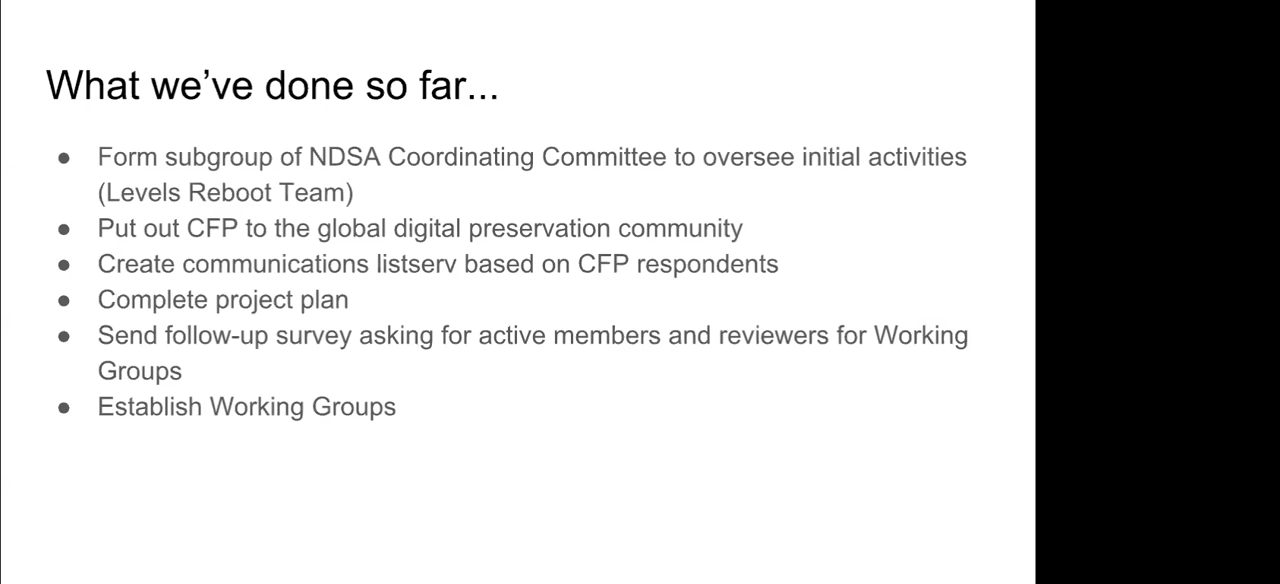 What we’ve done so far...
● Form subgroup of NDSA Coordinating Committee to oversee initial activities
(Levels Reboot Team)
● Put out CFP to the global digital preservation community
● Create communications listserv based on CFP respondents
● Complete project plan
● Send follow-up survey asking for active members and reviewers for Working
Groups
● Establish Working Groups